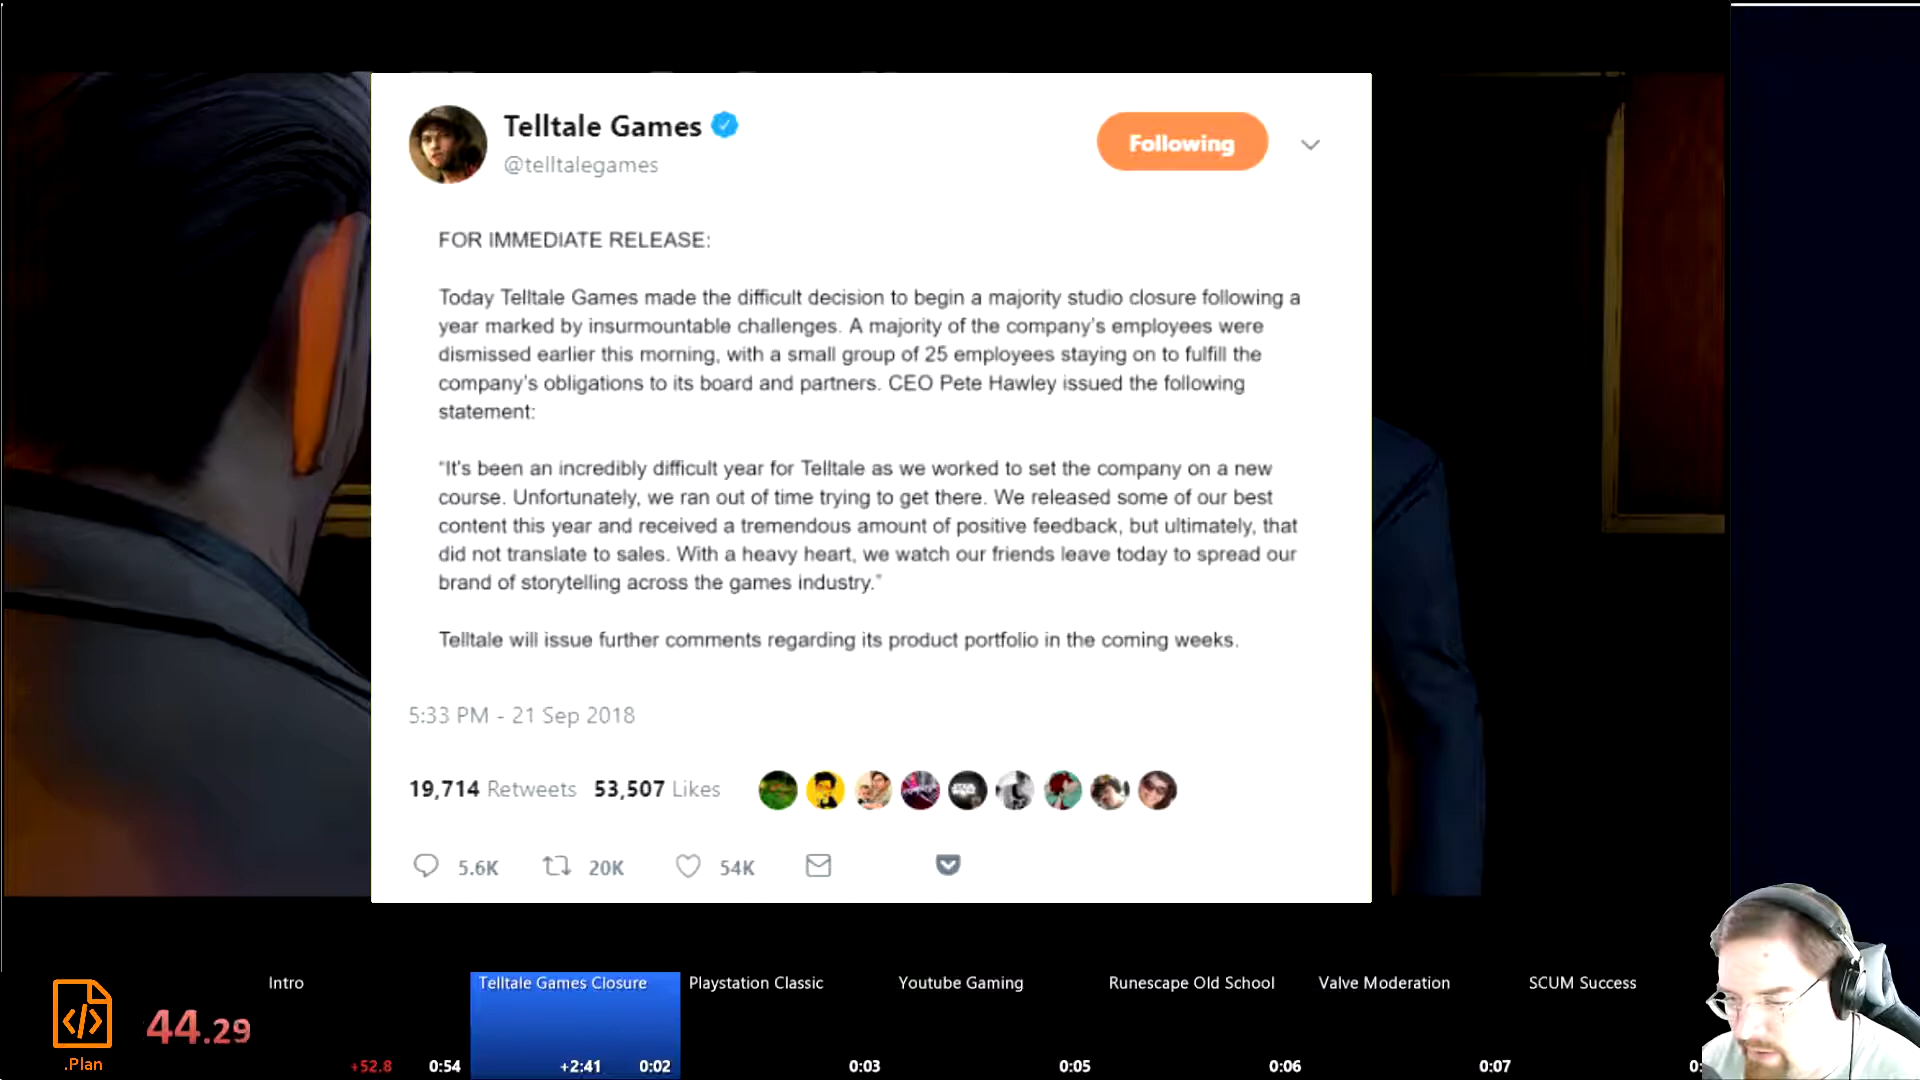 Telltale Games
@telltalegames
Following
FOR IMMEDIATE RELEASE:
Today Telltale Games made the difficult decision to begin a majority studio closure following a
year marked by insurmountable challenges. A majority of the company's employees were
dismissed earlier this morning, with a small group of 25 employees staying on to fulfill the
company's obligations to its board and partners. CEO Pete Hawley issued the following
statement:
"It's been an incredibly difficult year for Telltale as we worked to set the company on a new
course. Unfortunately, we ran out of time trying to get there. We released some of our best
content this year and received a tremendous amount of positive feedback, but ultimately, that
did not translate to sales. With a heavy heart, we watch our friends leave today to spread our
brand of storytelling across the games industry."
Telltale will issue further comments regarding its product portfolio in the coming weeks.
5:33 PM - 21 Sep 2018
19,714 Retweets 53,507 Likes
5.6K 20K 54K
Intro Telltale Games Closure Playstation Classic Youtube Gaming Runescape Old School Valve Moderation SCUM Success
</> 44.29
.Plan +52.8 0:54 +2:41 0:02 0:03 0:05 0:06 0:07 0: